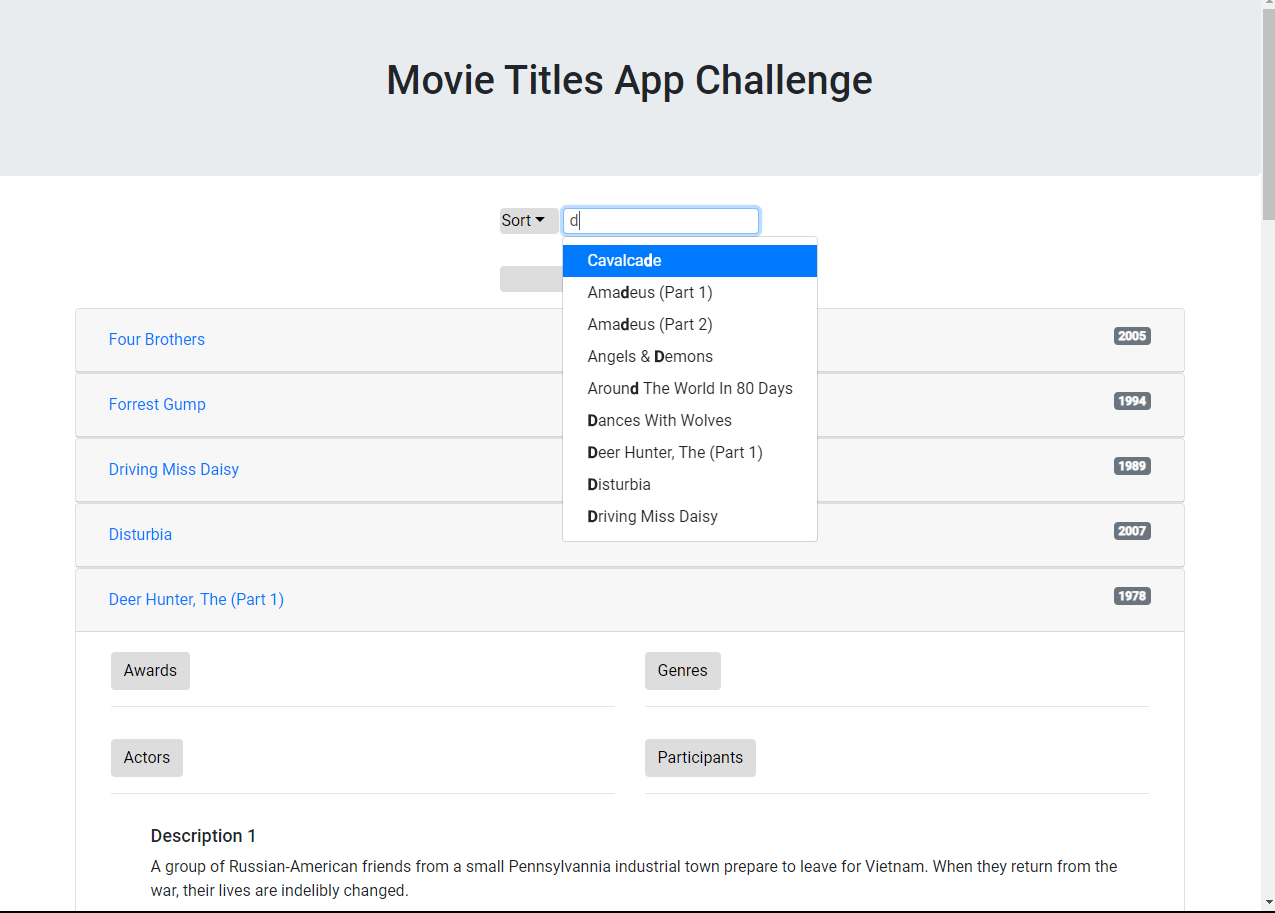 Movie Titles App Challenge
Sort d
Cavalcade
Amadeus (Part 1)
Amadeus (Part 2)
Angels & Demons
Around The World In 80 Days
Dances With Wolves
Deer Hunter, The (Part 1)
Disturbia
Driving Miss Daisy
Four Brothers 2005
Forrest Gump 1994
Driving Miss Daisy 1989
Disturbia 2007
Deer Hunter, The (Part 1) 1978
Awards Genres
Actors Participants
Description 1
A group of Russian-American friends from a small Pennsylvannia industrial town prepare to leave for Vietnam. When they return from the
war, their lives are indelibly changed.